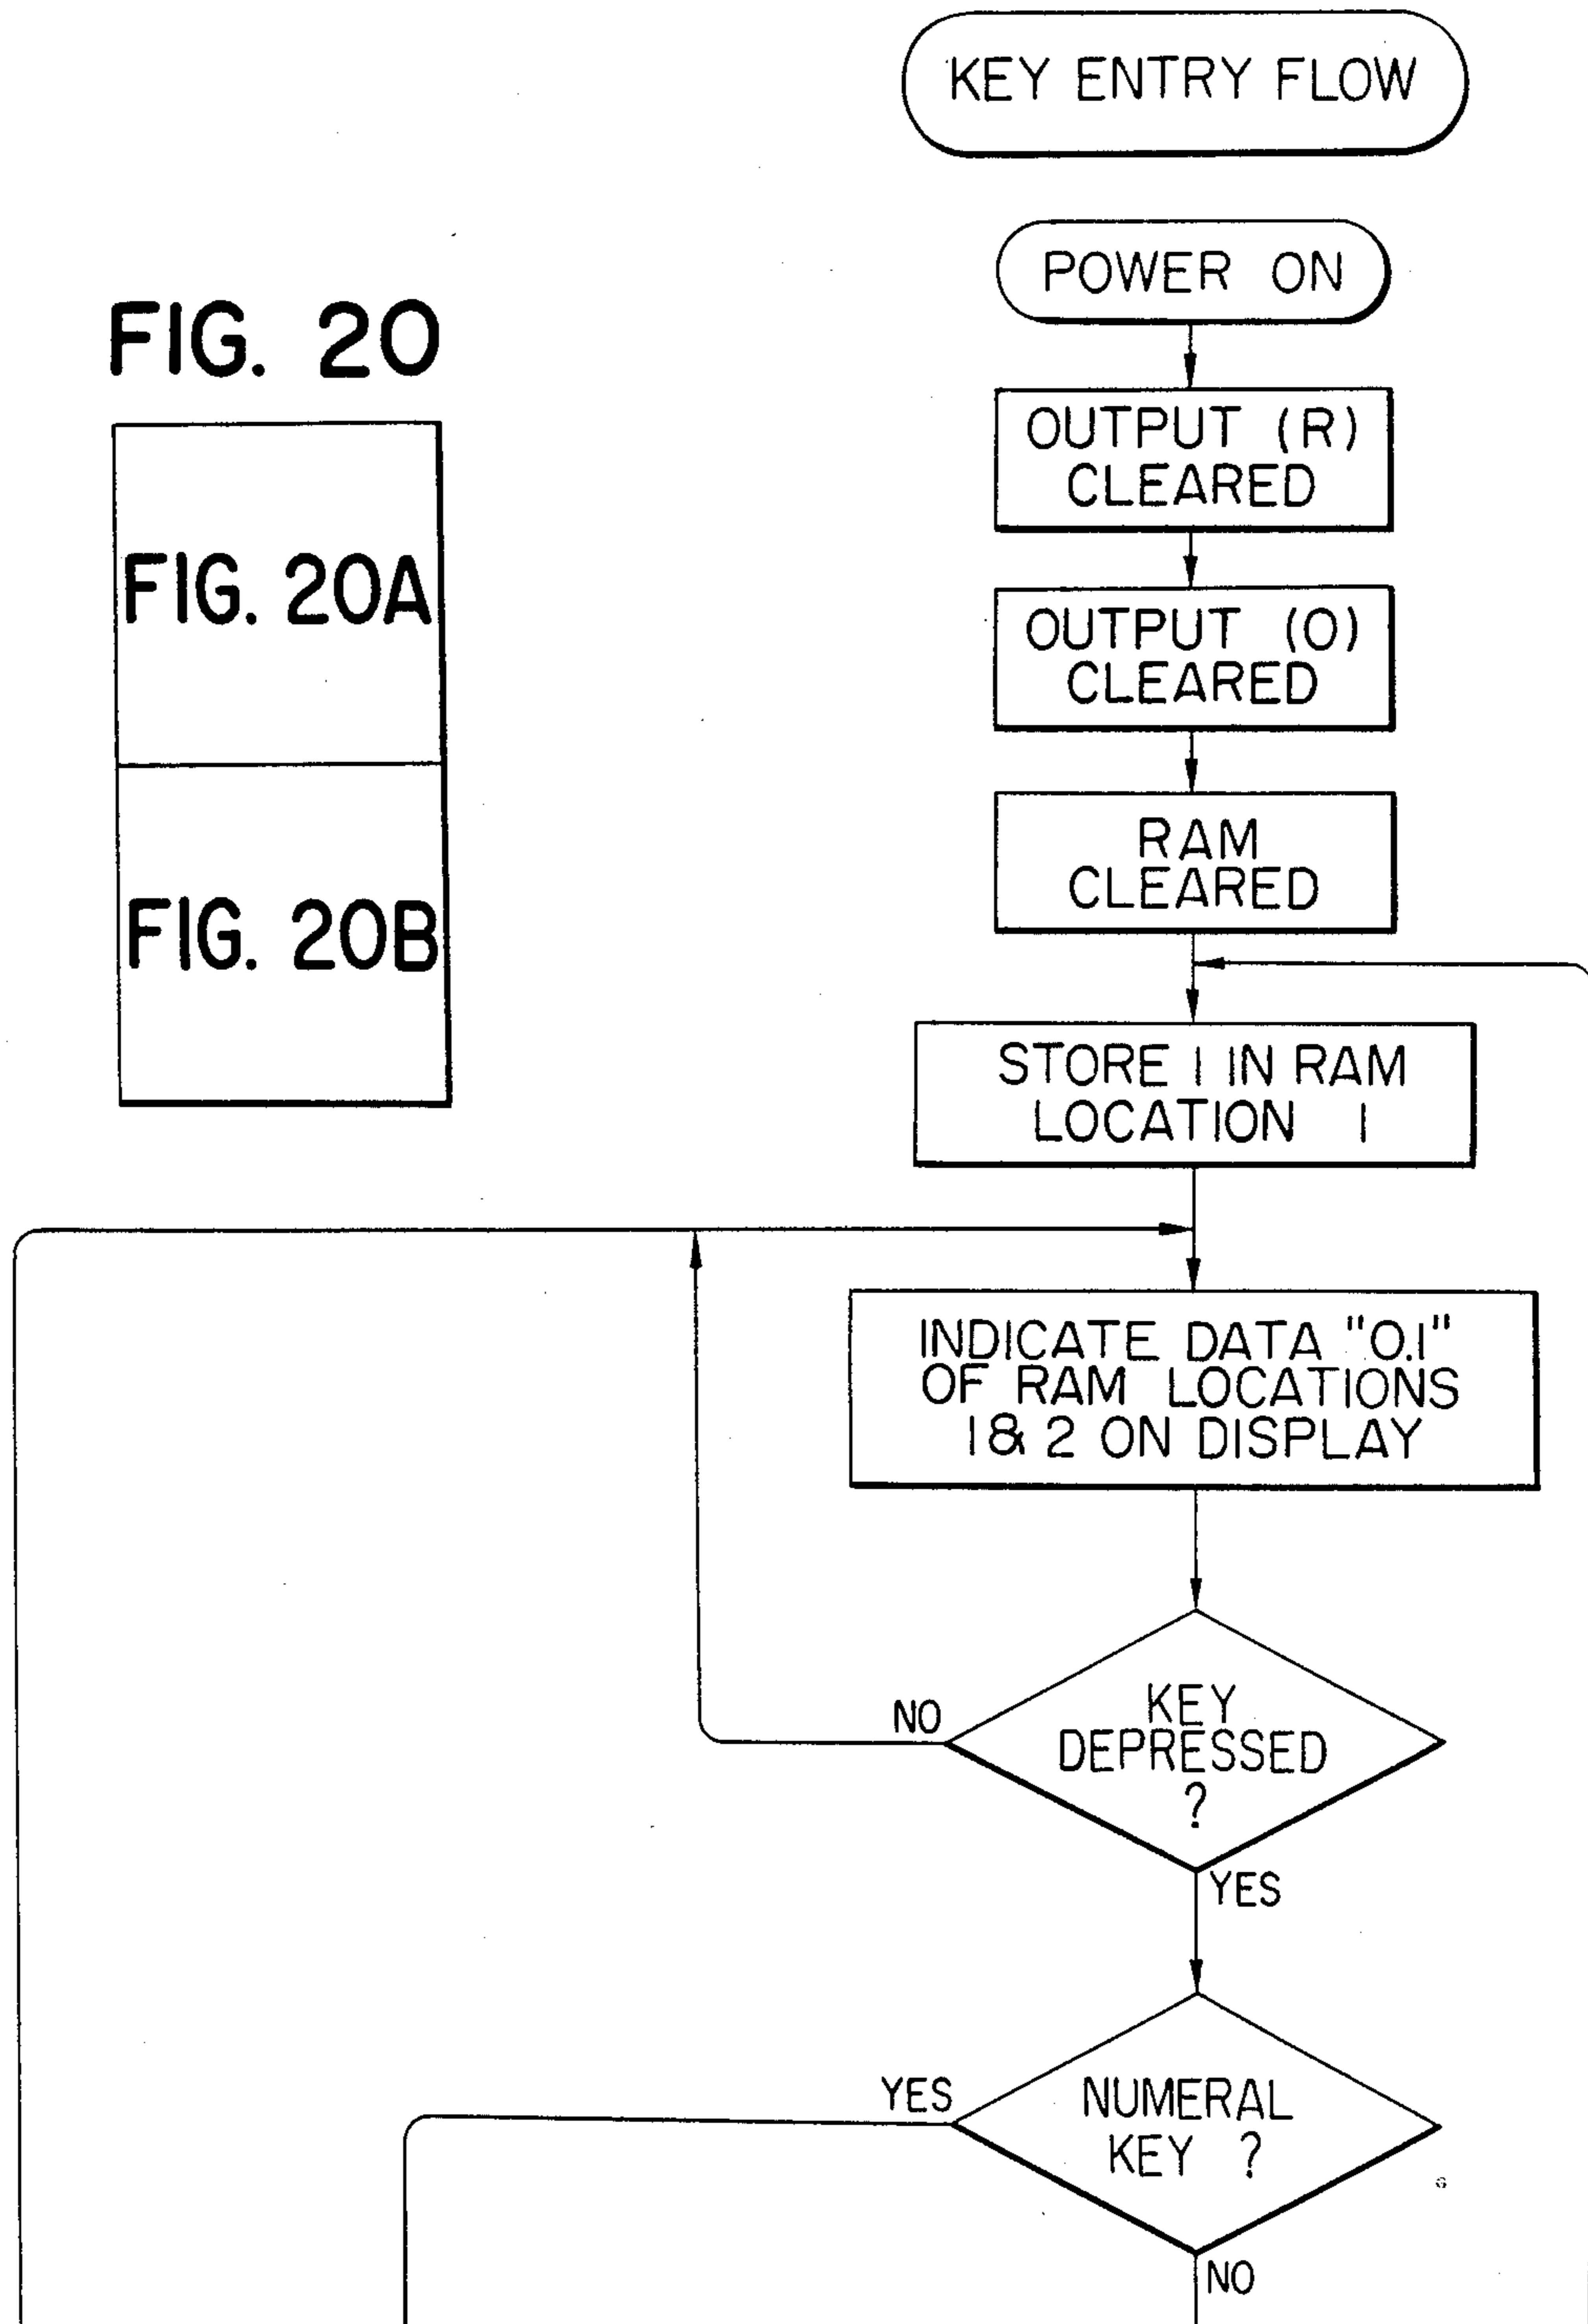 KEY ENTRY FLOW
POWER ON
FIG. 20
FIG. 20A
FIG. 20B
OUTPUT (R)
CLEARED
OUTPUT (O)
CLEARED
RAM
CLEARED
STORE 1 IN RAM
LOCATION 1
INDICATE DATA "0.1"
OF RAM LOCATIONS
1 & 2 ON DISPLAY
NO
KEY
DEPRESSED
?
YES
YES
NUMERAL
KEY ?
NO